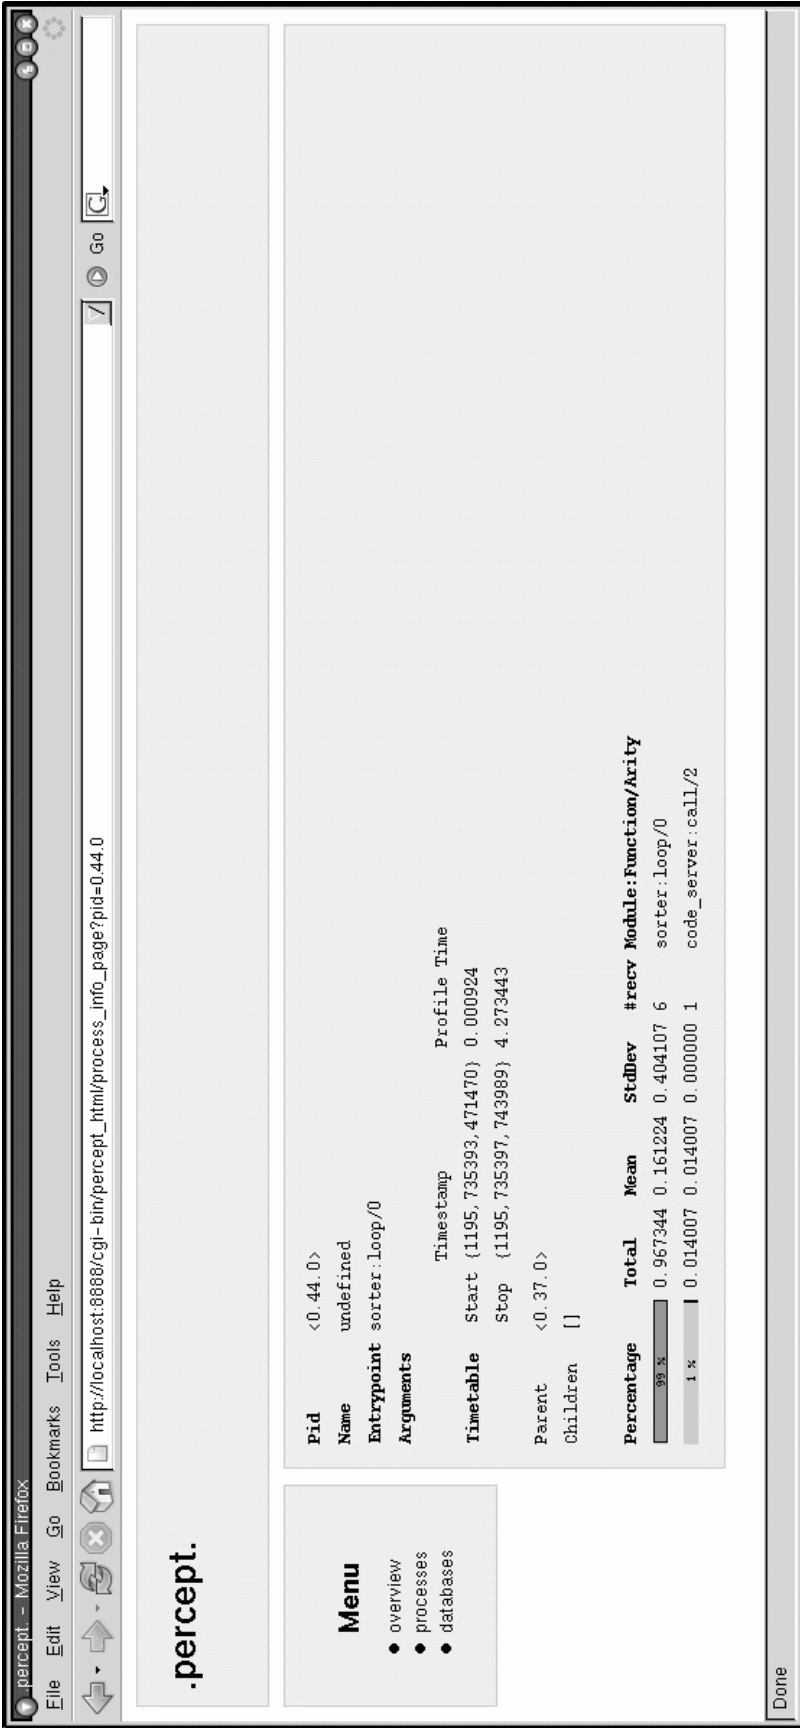 .percept. - Mozilla Firefox
File Edit View Go Bookmarks Tools Help
http://localhost:8888/cgi-bin/percept_html/process_info_page?pid=0.44.0 Go G
.percept.
Menu
overview
processes
databases
Pid <0.44.0>
Name undefined
Entrypoint sorter:loop/0
Arguments
Timestamp Profile Time
Timetable Start {1195,735393,471470} 0.000924
Stop {1195,735397,743989} 4.273443
Parent <0.37.0>
Children []
Percentage Total Mean StdDev #recv Module:Function/Arity
99 % 0.967344 0.161224 0.404107 6 sorter:loop/0
1 % 0.014007 0.014007 0.000000 1 code_server:call/2
Done